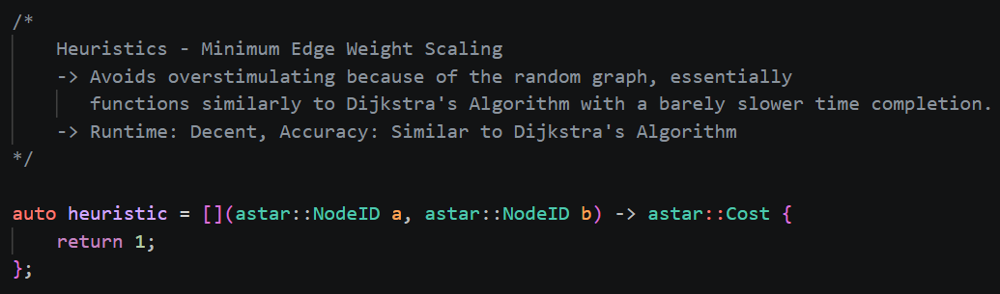 /*
Heuristics - Minimum Edge Weight Scaling
-> Avoids overstimulating because of the random graph, essentially
functions similarly to Dijkstra's Algorithm with a barely slower time completion.
-> Runtime: Decent, Accuracy: Similar to Dijkstra's Algorithm
*/
auto heuristic = [](astar::NodeID a, astar::NodeID b) -> astar::Cost {
return 1;
};